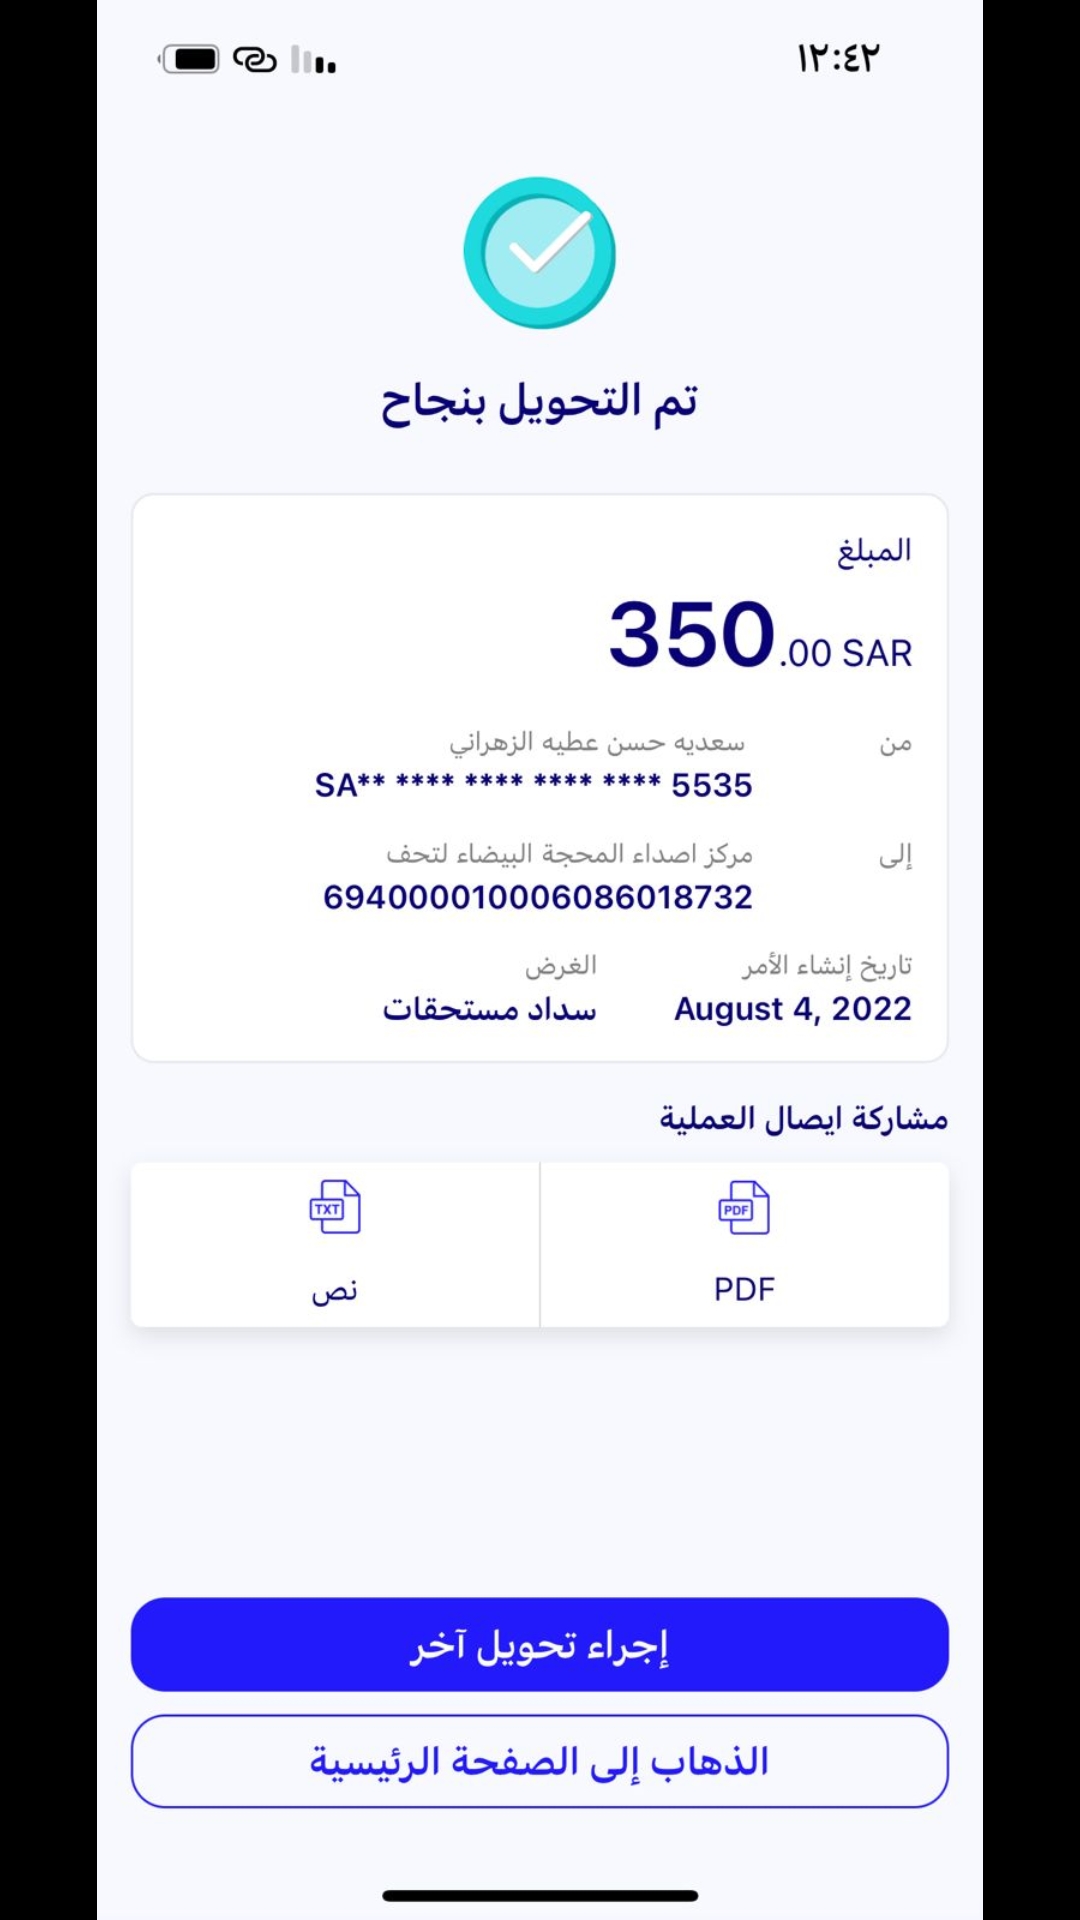 ١٢:٤٢
تم التحويل بنجاح
المبلغ
350.00 SAR
من سعديه حسن عطيه الزهراني
SA** **** **** **** **** 5535
إلى مركز اصداء المحجة البيضاء لتحف
694000010006086018732
تاريخ إنشاء الأمر الغرض
August 4, 2022 سداد مستحقات
مشاركة ايصال العملية
PDF TXT
PDF نص
إجراء تحويل آخر
الذهاب إلى الصفحة الرئيسية